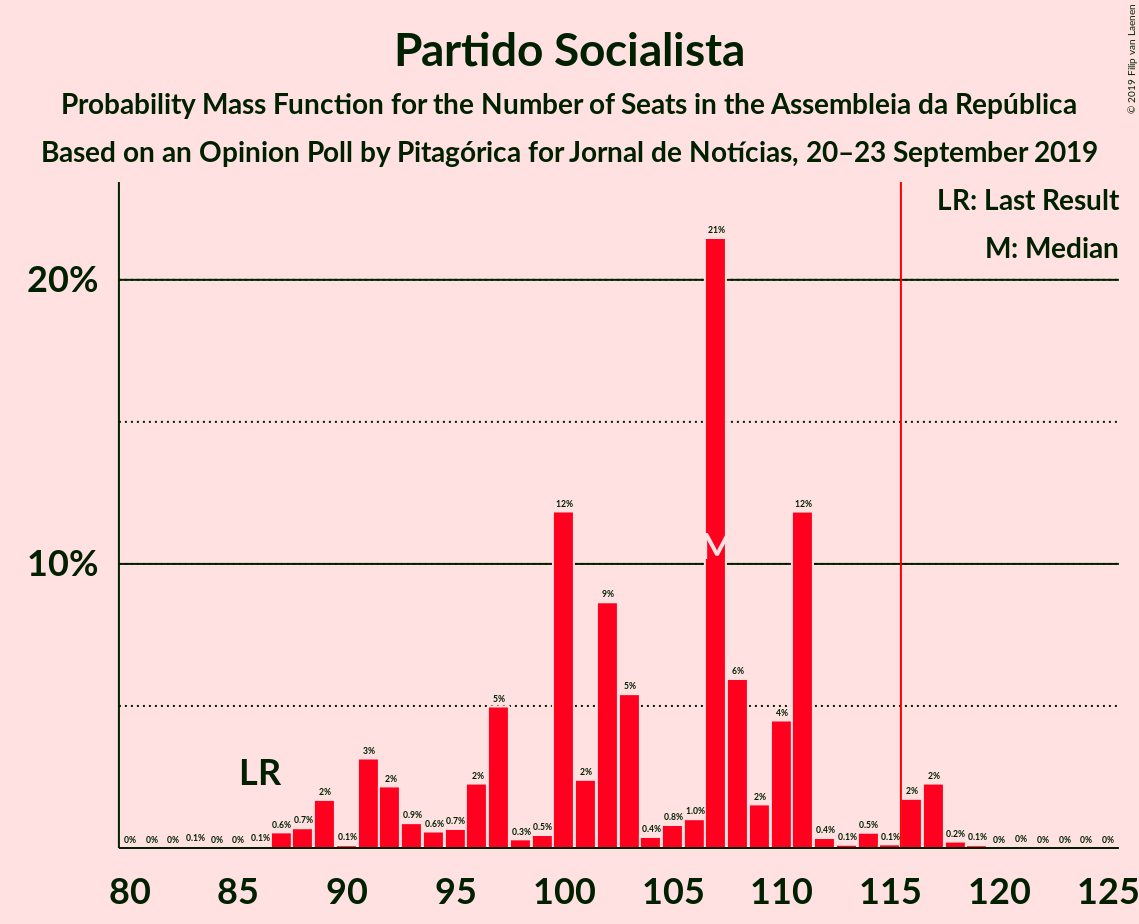 Partido Socialista
Probability Mass Function for the Number of Seats in the Assembleia da República
Based on an Opinion Poll by Pitagórica for Jornal de Notícias, 20–23 September 2019
© 2019 Filip van Laenen
LR: Last Result
M: Median
20%
10%
LR
M
0% 0% 0% 0.1% 0% 0% 0.1% 0.6% 0.7% 2% 0.1% 3% 2% 0.9% 0.6% 0.7% 2% 5% 0.3% 0.5% 12% 2% 9% 5% 0.4% 0.8% 1.0% 21% 6% 2% 4% 12% 0.4% 0.1% 0.5% 0.1% 2% 2% 0.2% 0.1% 0% 0% 0% 0% 0% 0%
80 85 90 95 100 105 110 115 120 125